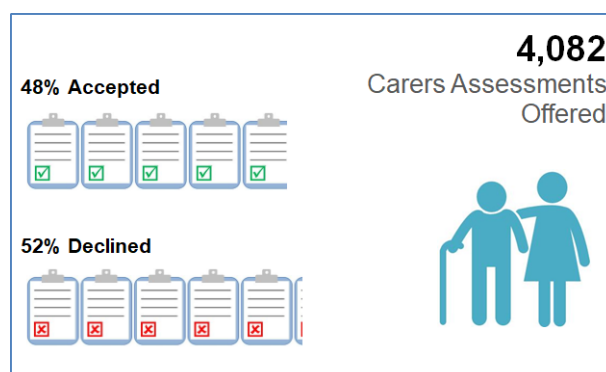 4,082
Carers Assessments
Offered
48% Accepted
52% Declined